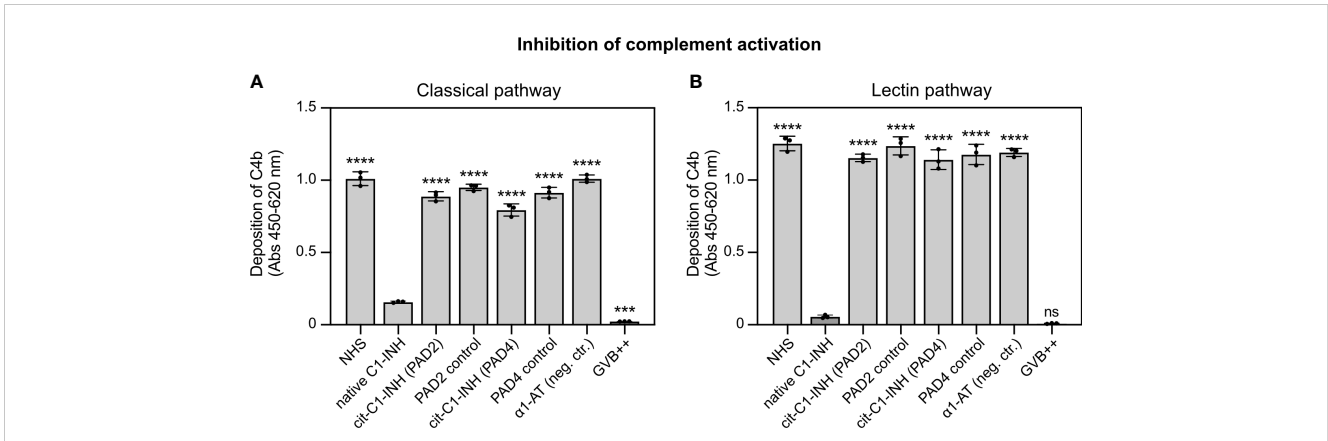 Inhibition of complement activation
A
Classical pathway
Deposition of C4b
(Abs 450-620 nm)
1.5
1.0
0.5
0
****
****
****
****
****
****
***
NHS
native C1-INH
cit-C1-INH (PAD2)
PAD2 control
cit-C1-INH (PAD4)
PAD4 control
α1-AT (neg. ctr.)
GVB++
B
Lectin pathway
Deposition of C4b
(Abs 450-620 nm)
1.5
1.0
0.5
0
****
****
****
****
****
****
ns
NHS
native C1-INH
cit-C1-INH (PAD2)
PAD2 control
cit-C1-INH (PAD4)
PAD4 control
α1-AT (neg. ctr.)
GVB++